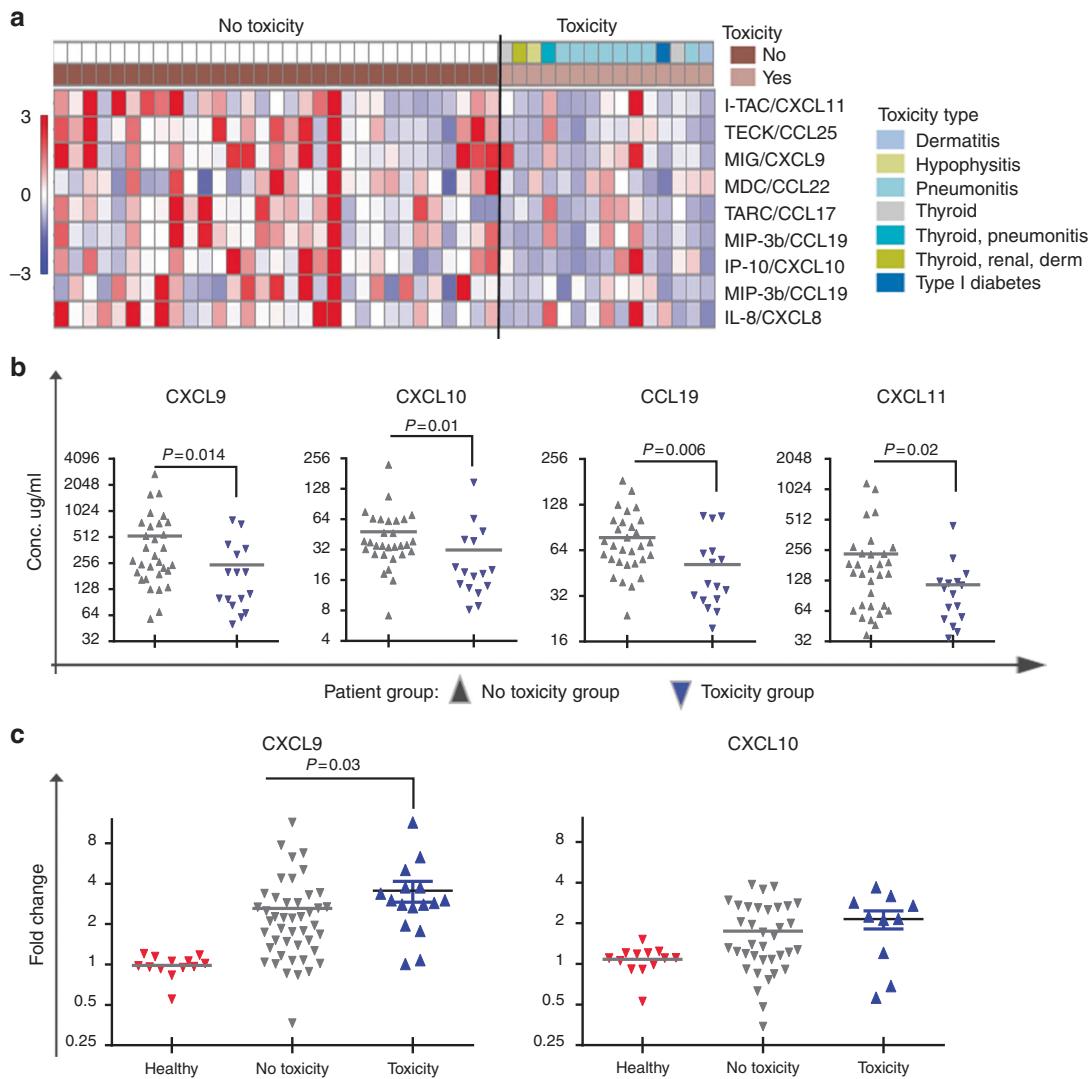 a
No toxicity
Toxicity
Toxicity
No
Yes
3
0
−3
I-TAC/CXCL11
TECK/CCL25
MIG/CXCL9
MDC/CCL22
TARC/CCL17
MIP-3b/CCL19
IP-10/CXCL10
MIP-3b/CCL19
IL-8/CXCL8
Toxicity type
Dermatitis
Hypophysitis
Pneumonitis
Thyroid
Thyroid, pneumonitis
Thyroid, renal, derm
Type I diabetes
b
Conc. ug/ml
CXCL9
P=0.014
4096
2048
1024
512
256
128
64
32
CXCL10
P=0.01
256
128
64
32
16
8
4
CCL19
P=0.006
256
128
64
32
16
CXCL11
P=0.02
2048
1024
512
256
128
64
32
Patient group: No toxicity group Toxicity group
c
Fold change
CXCL9
P=0.03
8
4
2
1
0.5
0.25
Healthy No toxicity Toxicity
CXCL10
8
4
2
1
0.5
0.25
Healthy No toxicity Toxicity